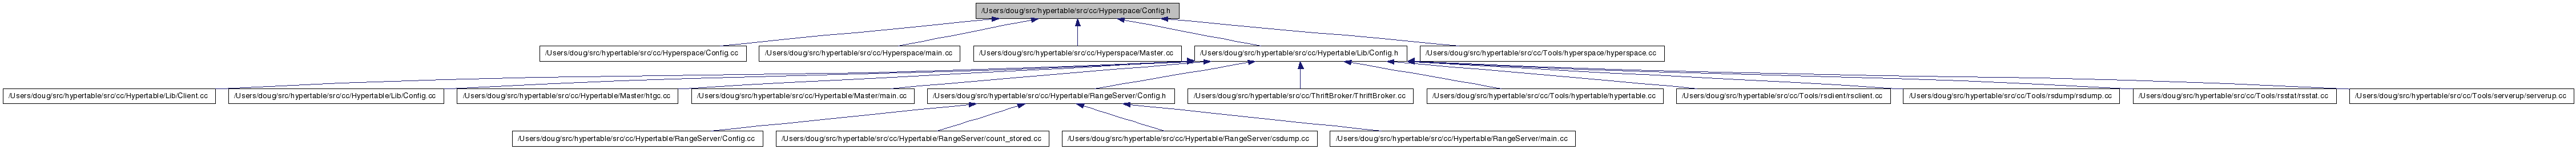 /Users/doug/src/hypertable/src/cc/Hyperspace/Config.h
/Users/doug/src/hypertable/src/cc/Hyperspace/Config.cc
/Users/doug/src/hypertable/src/cc/Hyperspace/main.cc
/Users/doug/src/hypertable/src/cc/Hyperspace/Master.cc
/Users/doug/src/hypertable/src/cc/Hypertable/Lib/Config.h
/Users/doug/src/hypertable/src/cc/Tools/hyperspace/hyperspace.cc
/Users/doug/src/hypertable/src/cc/Hypertable/Lib/Client.cc
/Users/doug/src/hypertable/src/cc/Hypertable/Lib/Config.cc
/Users/doug/src/hypertable/src/cc/Hypertable/Master/htgc.cc
/Users/doug/src/hypertable/src/cc/Hypertable/Master/main.cc
/Users/doug/src/hypertable/src/cc/Hypertable/RangeServer/Config.h
/Users/doug/src/hypertable/src/cc/ThriftBroker/ThriftBroker.cc
/Users/doug/src/hypertable/src/cc/Tools/hypertable/hypertable.cc
/Users/doug/src/hypertable/src/cc/Tools/rsclient/rsclient.cc
/Users/doug/src/hypertable/src/cc/Tools/rsdump/rsdump.cc
/Users/doug/src/hypertable/src/cc/Tools/rsstat/rsstat.cc
/Users/doug/src/hypertable/src/cc/Tools/serverup/serverup.cc
/Users/doug/src/hypertable/src/cc/Hypertable/RangeServer/Config.cc
/Users/doug/src/hypertable/src/cc/Hypertable/RangeServer/count_stored.cc
/Users/doug/src/hypertable/src/cc/Hypertable/RangeServer/csdump.cc
/Users/doug/src/hypertable/src/cc/Hypertable/RangeServer/main.cc